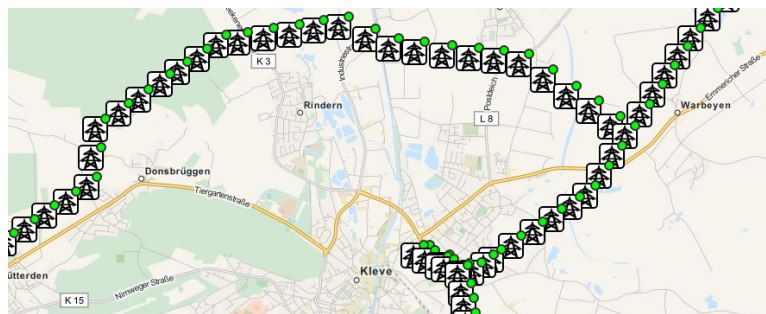 K 3
Industriestr
Rindern
Postdeich
L 8
Emmericher Straße
Warbeyen
Donsbrüggen
Tiergartenstraße
Kleve
ütterden
Nimweger Straße
K 15